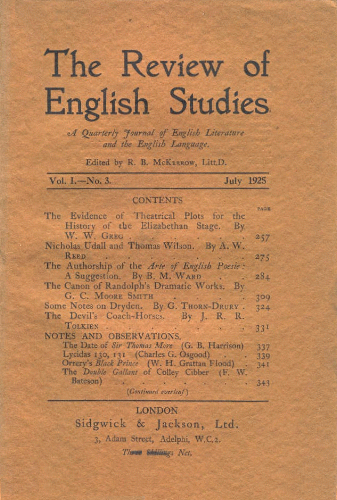 The Review of
English Studies
A Quarterly Journal of English Literature
and the English Language.
Edited by R. B. McKerrow, Litt.D.
Vol. 1.—No. 3. July 1925
CONTENTS
PAGE
The Evidence of Theatrical Plots for the
History of the Elizabethan Stage. By
W. W. Greg . . . . 257
Nicholas Udall and Thomas Wilson. By A. W.
Reed . . . . 275
The Authorship of the Arte of English Poesie:
A Suggestion. By B. M. Ward . 284
The Canon of Randolph's Dramatic Works. By
G. C. Moore Smith . . . 309
Some Notes on Dryden. By G. Thorn-Drury . 324
The Devil's Coach-Horses. By J. R. R.
Tolkien . . . . 331
NOTES AND OBSERVATIONS.
The Date of Sir Thomas More (G. B. Harrison) 337
Lycidas 130, 131 (Charles G. Osgood) . 339
Orrery's Black Prince (W. H. Grattan Flood) . 341
The Double Gallant of Colley Cibber (F. W.
Bateson) . . . . 343
(Continued overleaf)
LONDON
Sidgwick & Jackson, Ltd.
3, Adam Street, Adelphi, W.C.2.
Three Shillings Net.